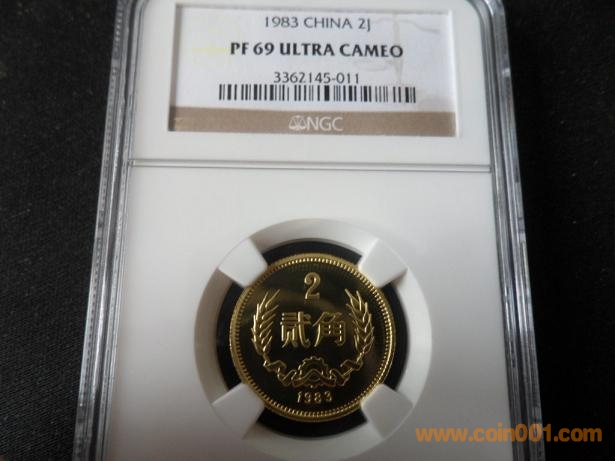 1983 CHINA 2J
PF 69 ULTRA CAMEO
3362145-011
NGC
2
贰角
1983
www.coin001.com